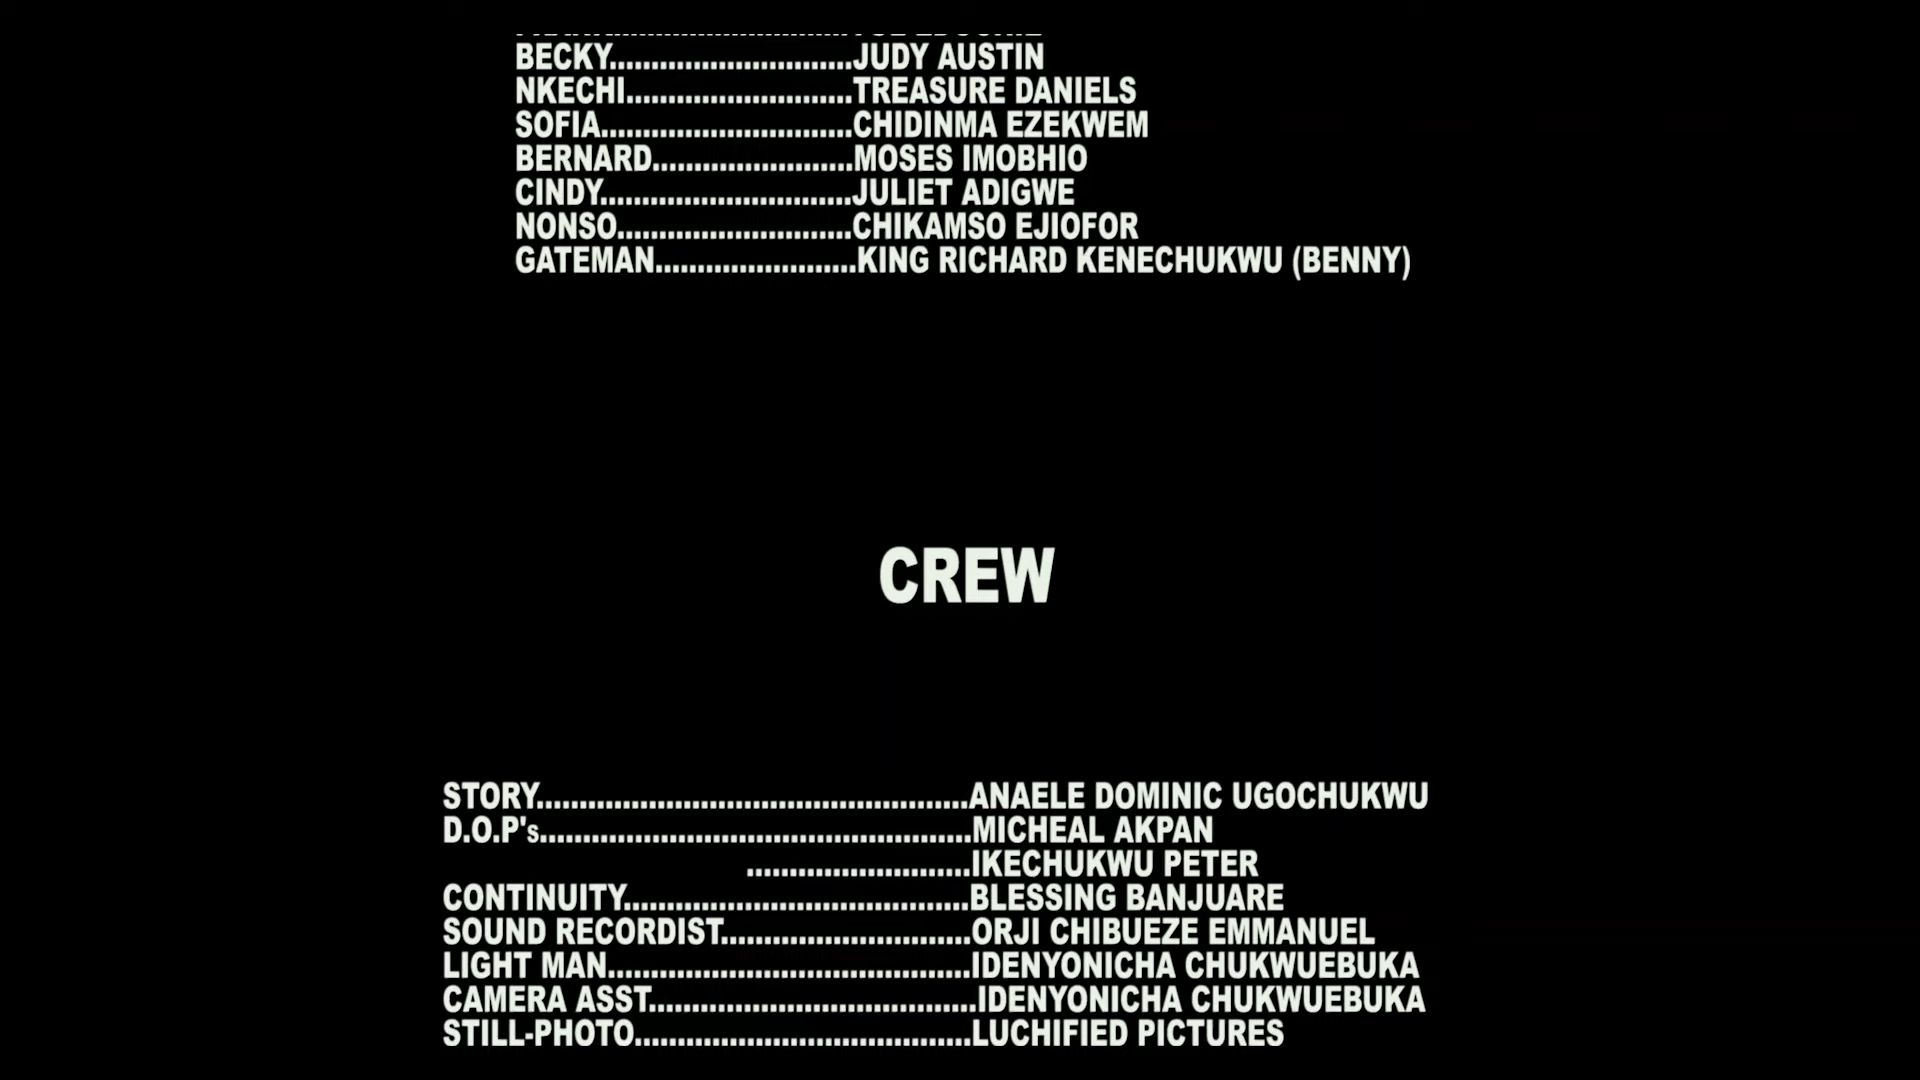 BECKY.............................JUDY AUSTIN
NKECHI...........................TREASURE DANIELS
SOFIA..............................CHIDINMA EZEKWEM
BERNARD........................MOSES IMOBHIO
CINDY..............................JULIET ADIGWE
NONSO............................CHIKAMSO EJIOFOR
GATEMAN........................KING RICHARD KENECHUKWU (BENNY)
CREW
STORY...................................................ANAELE DOMINIC UGOCHUKWU
D.O.P's...................................................MICHEAL AKPAN
..........................IKECHUKWU PETER
CONTINUITY.........................................BLESSING BANJUARE
SOUND RECORDIST.............................ORJI CHIBUEZE EMMANUEL
LIGHT MAN...........................................IDENYONICHA CHUKWUEBUKA
CAMERA ASST.......................................IDENYONICHA CHUKWUEBUKA
STILL-PHOTO........................................LUCHIFIED PICTURES